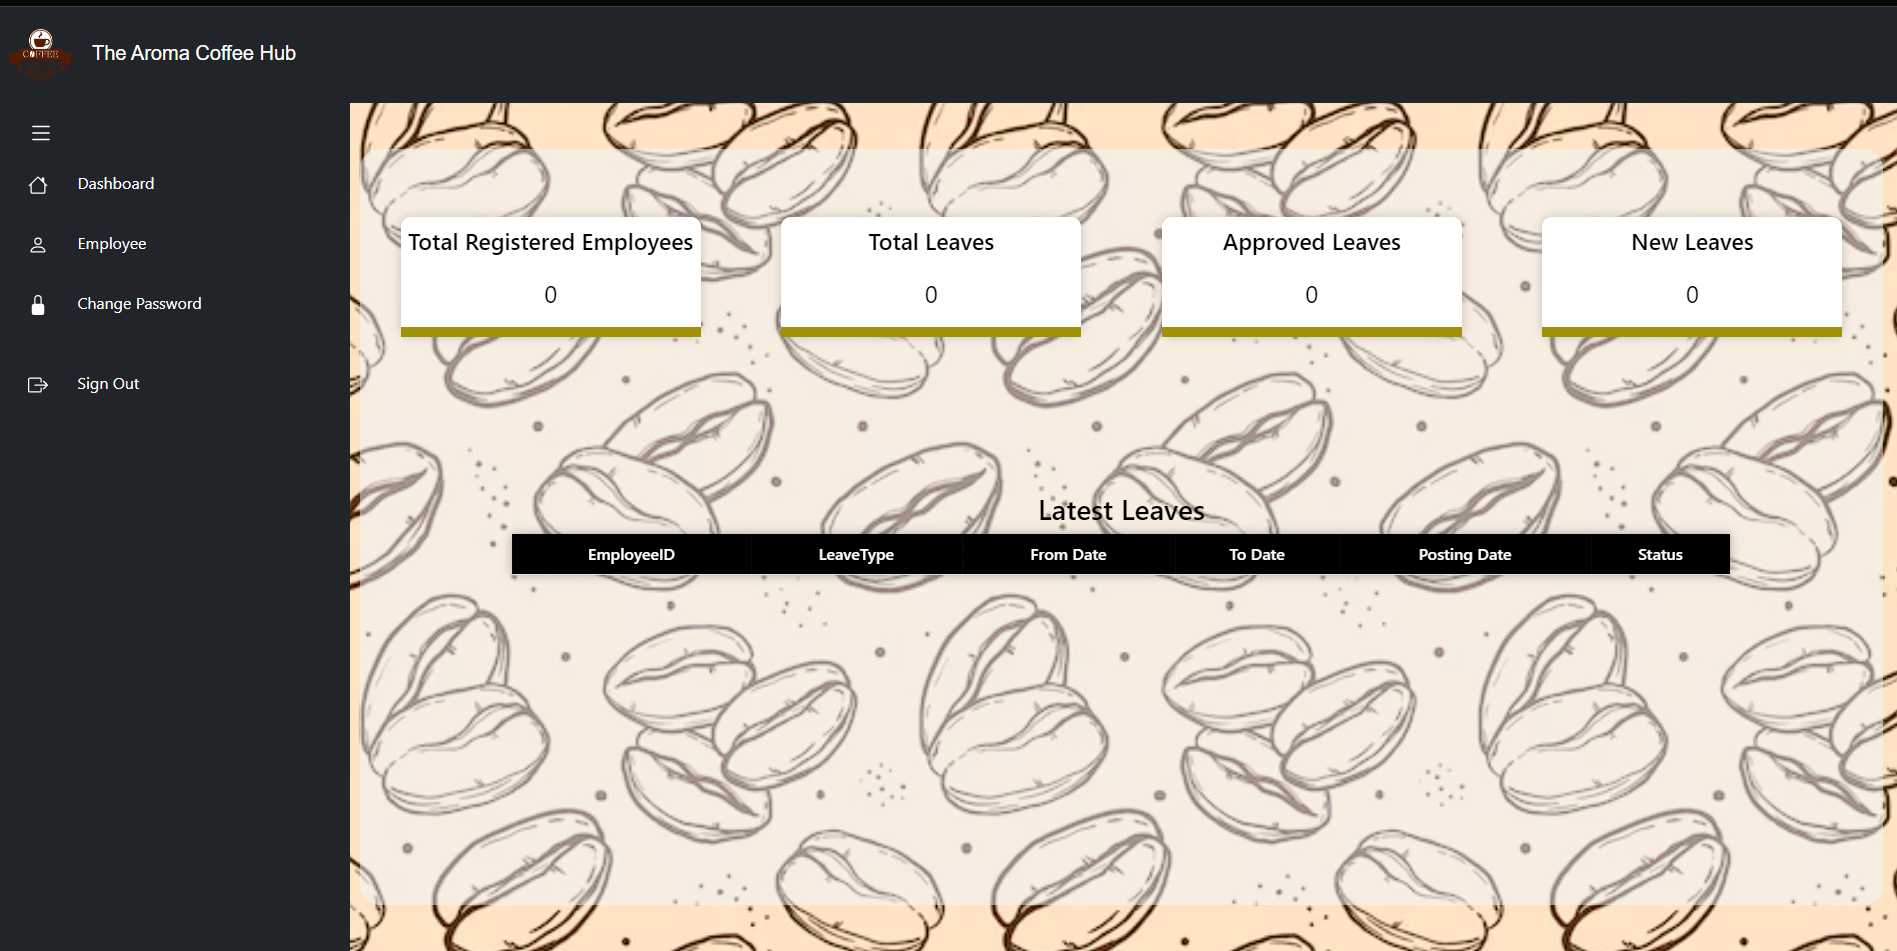 COFFEE
The Aroma Coffee Hub
Dashboard
Employee
Change Password
Sign Out
Total Registered Employees
0
Total Leaves
0
Approved Leaves
0
New Leaves
0
Latest Leaves
EmployeeID LeaveType From Date To Date Posting Date Status